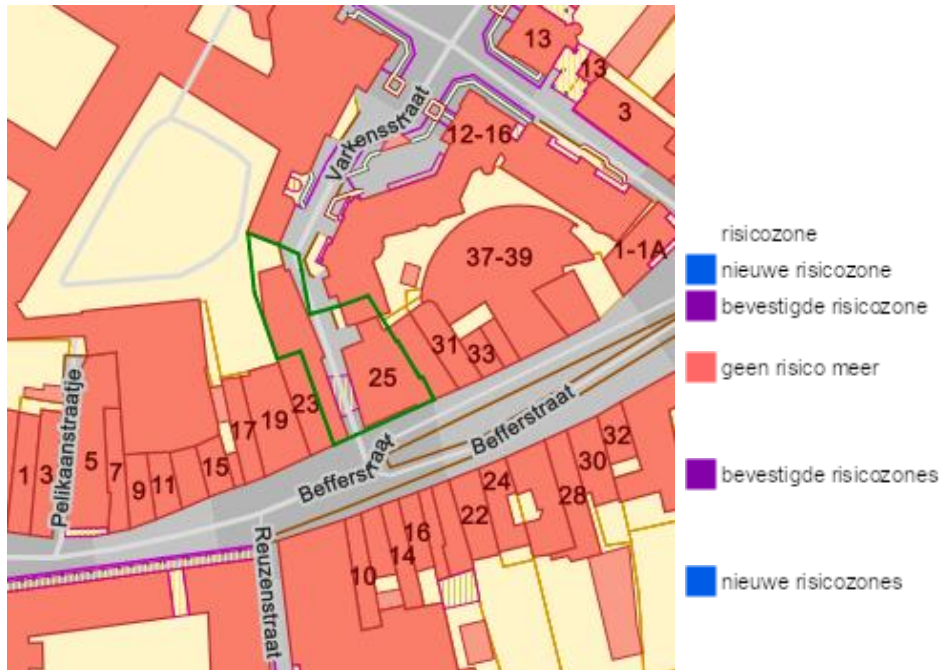 13
13
3
Varkensstraat
12-16
37-39
1-1A
31
33
25
23
19
17
15
Pelikaanstraatje
1
3
5
7
9
11
Befferstraat
Befferstraat
32
30
28
24
22
16
14
10
Reuzenstraat
risicozone
nieuwe risicozone
bevestigde risicozone
geen risico meer
bevestigde risicozones
nieuwe risicozones